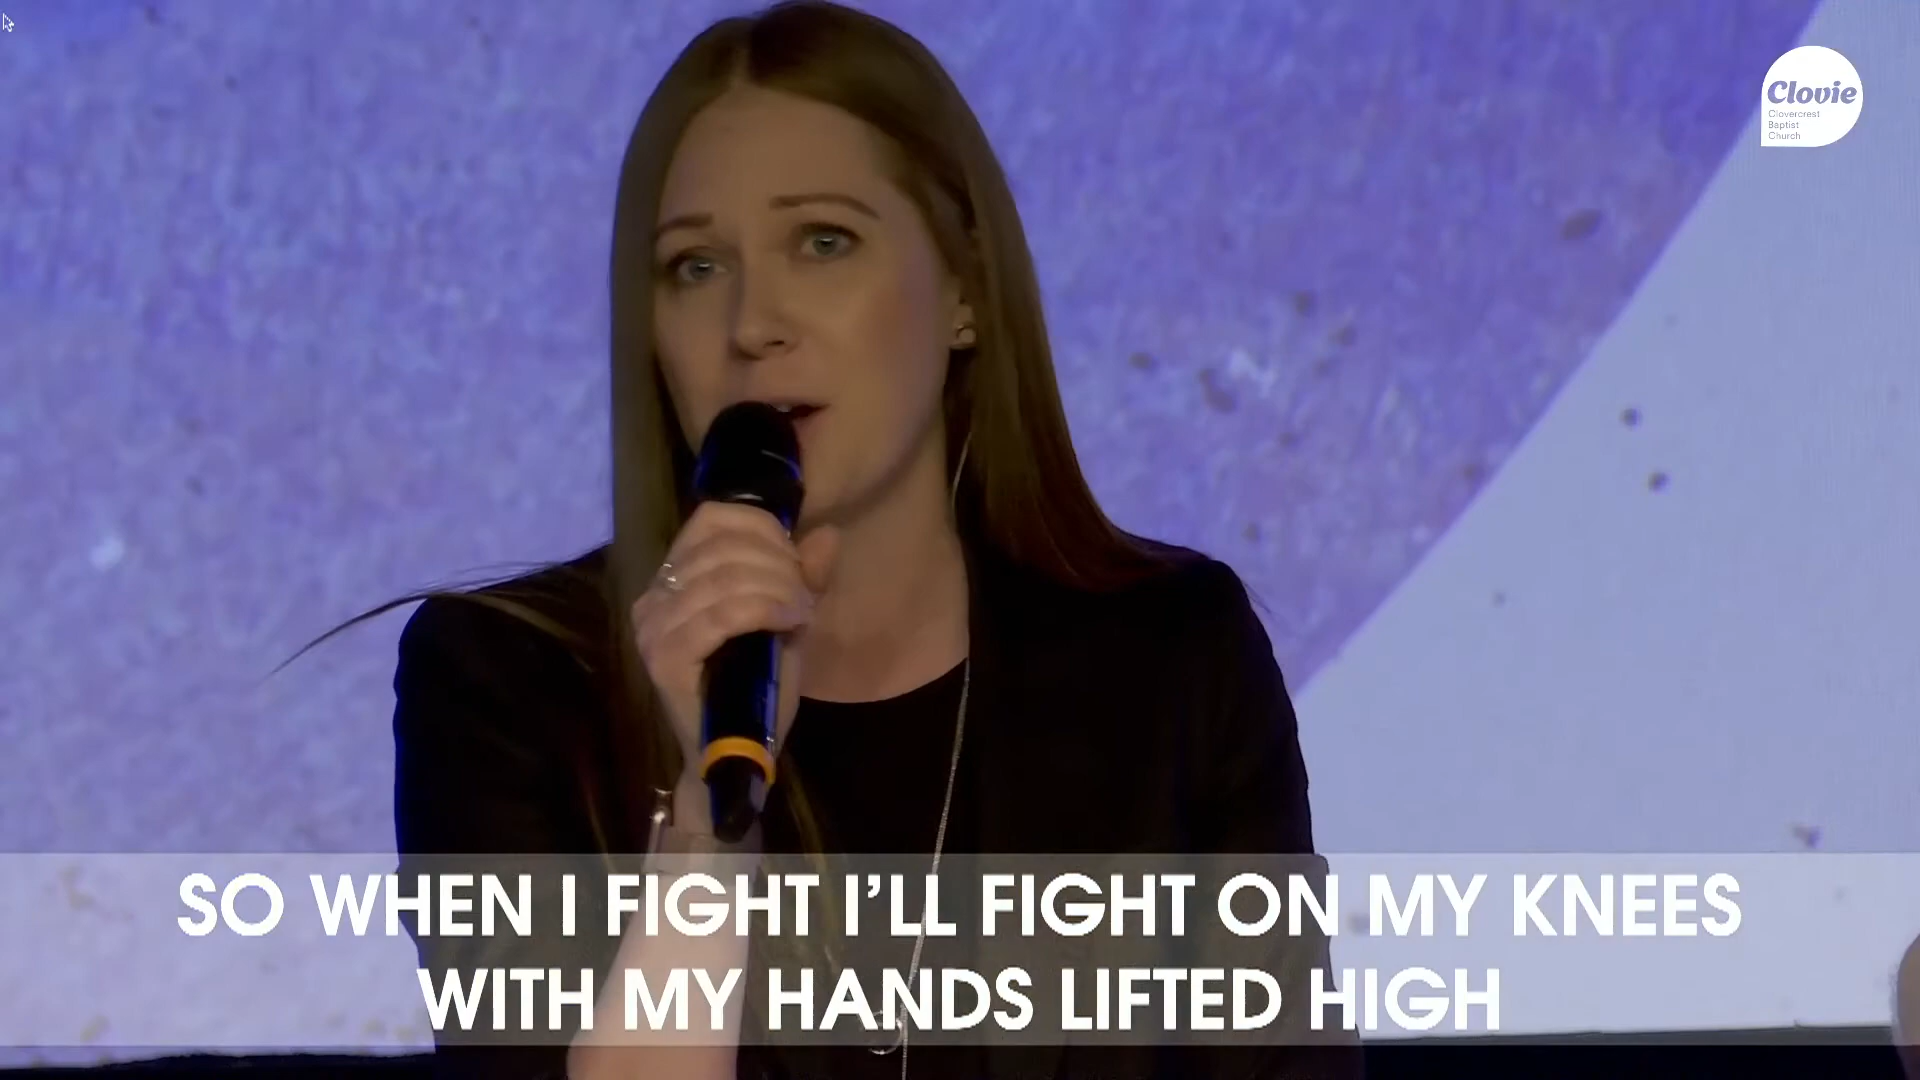 Clovie
Clovercrest
Baptist
Church
SO WHEN I FIGHT I’LL FIGHT ON MY KNEES
WITH MY HANDS LIFTED HIGH